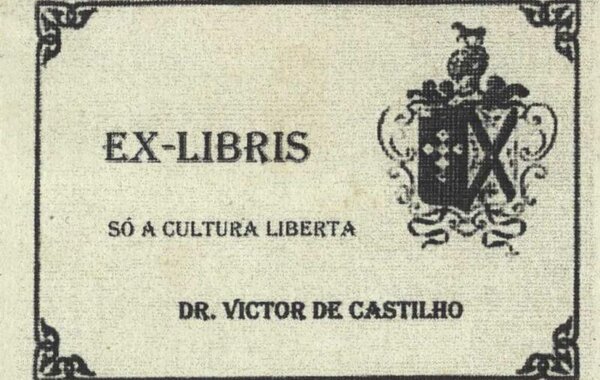 EX-LIBRIS
SÓ A CULTURA LIBERTA
DR. VICTOR DE CASTILHO